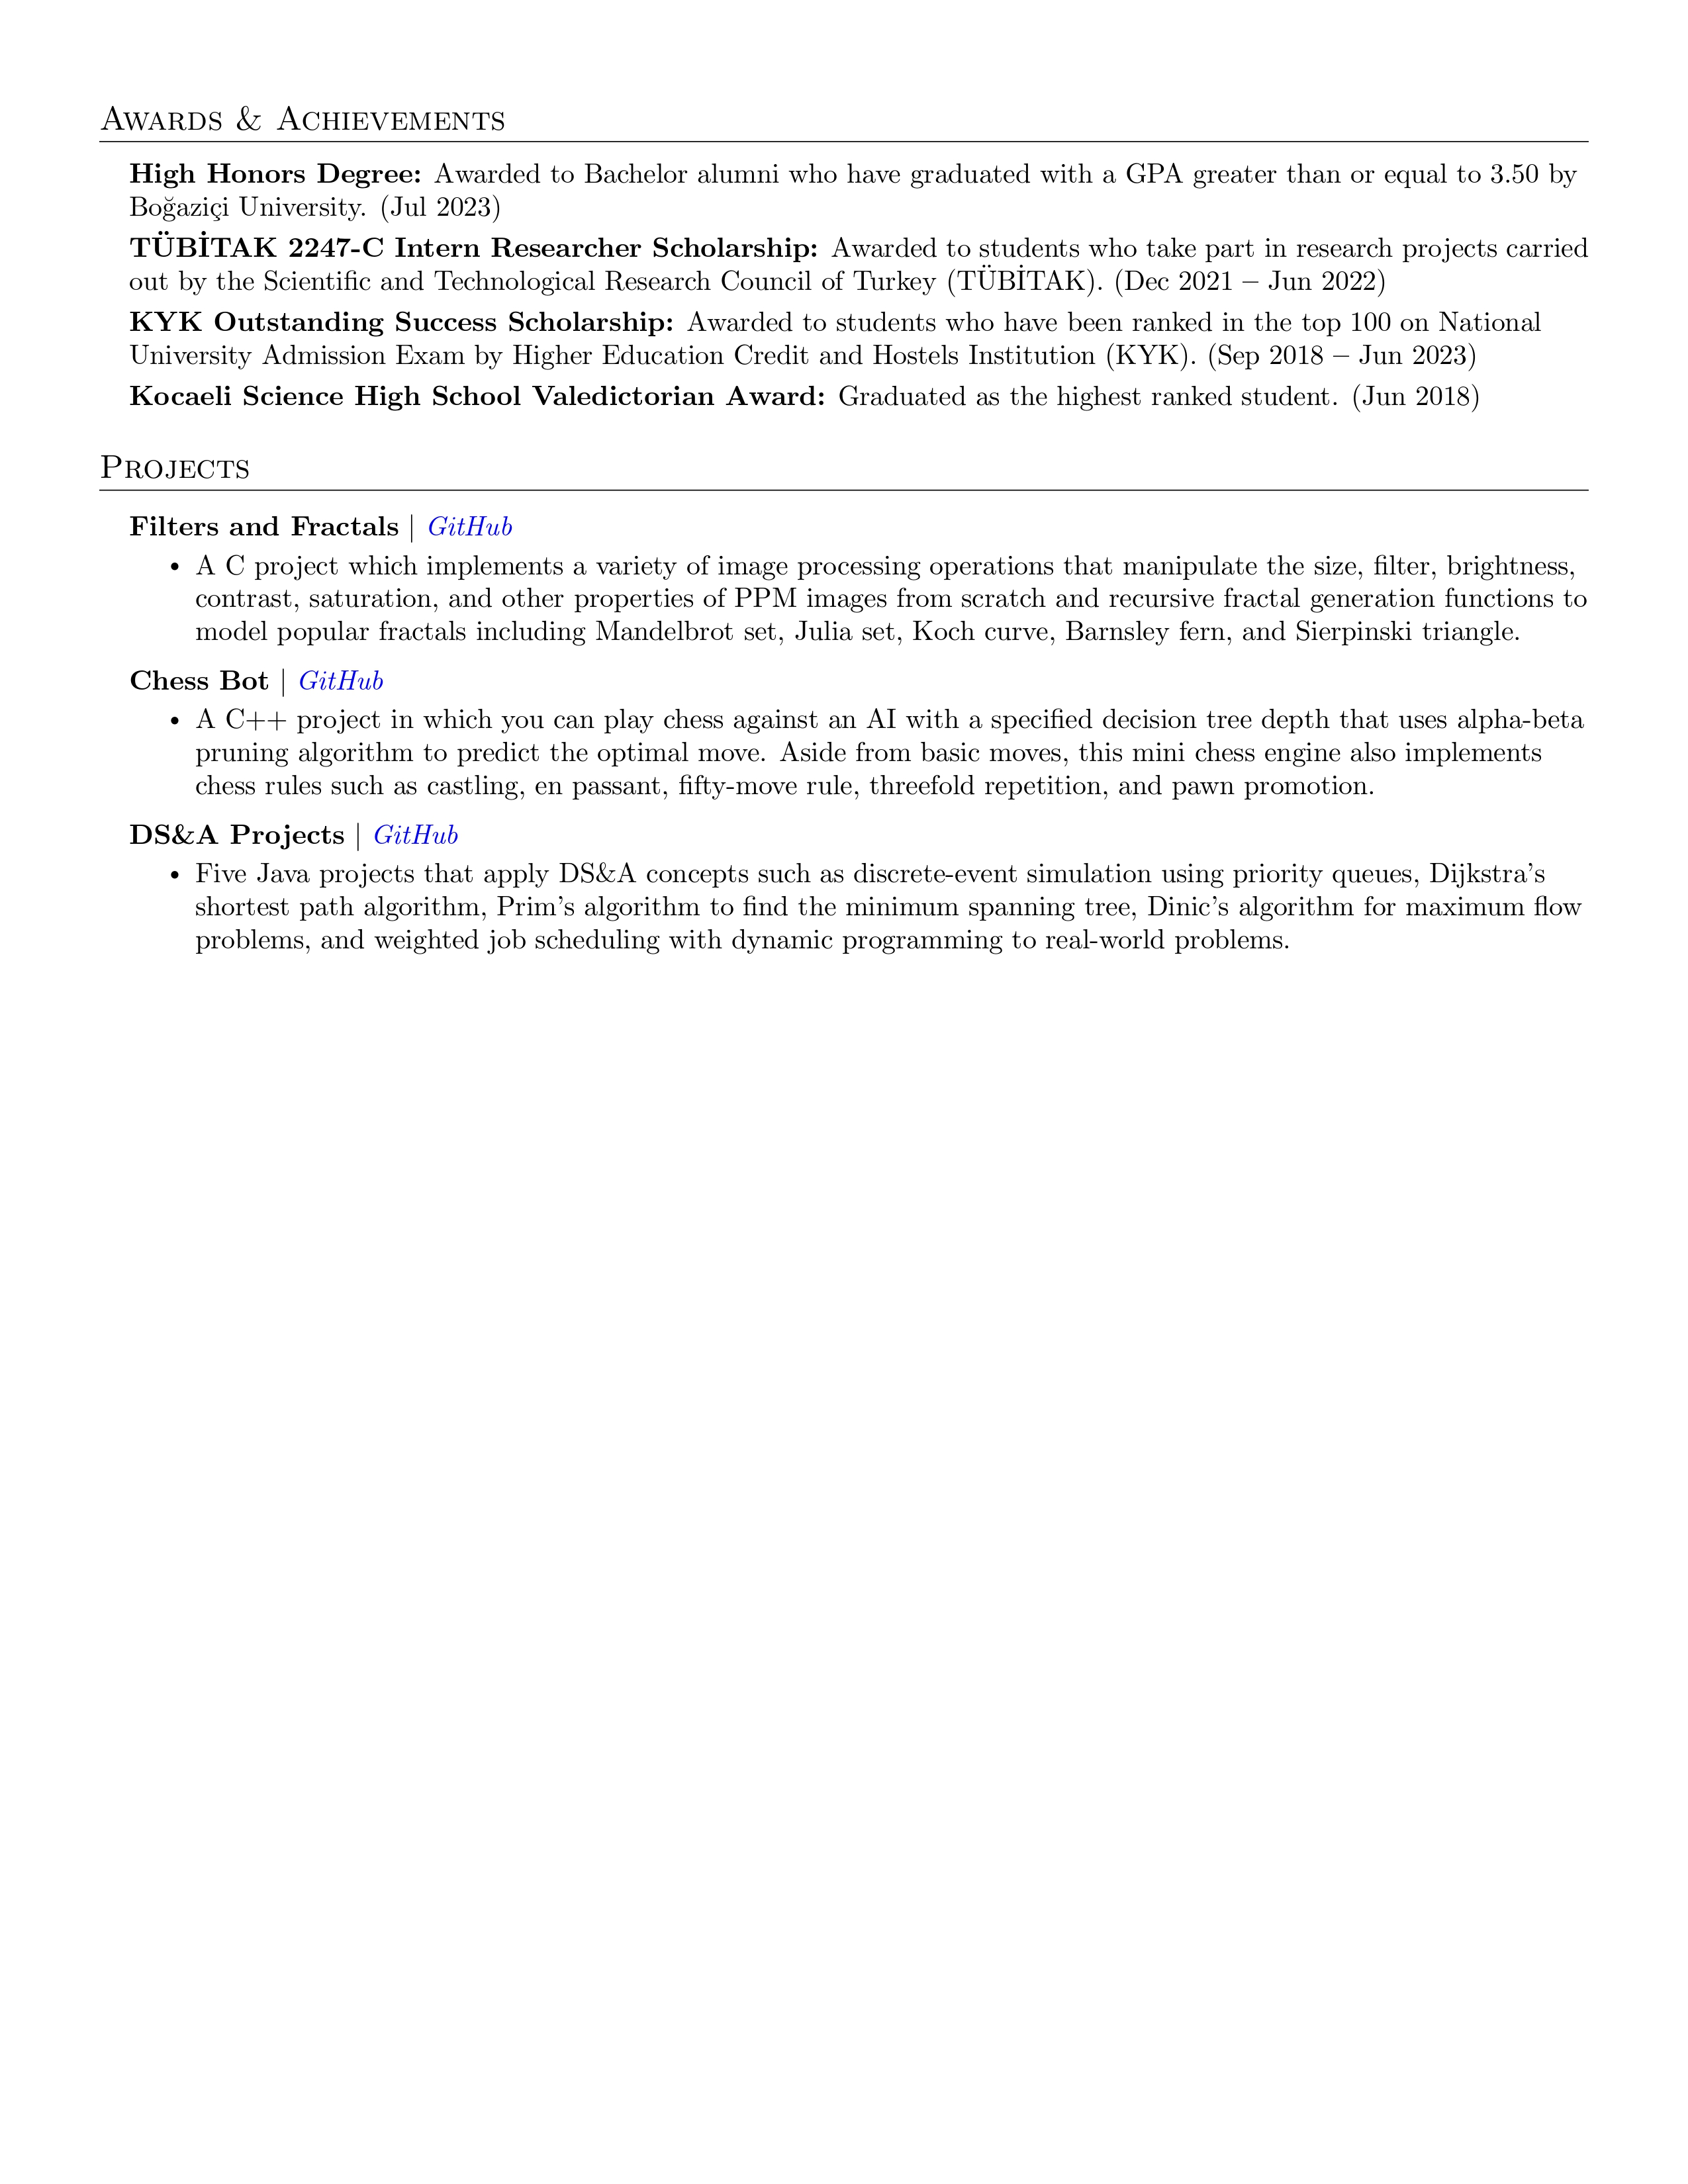 Awards & Achievements
High Honors Degree: Awarded to Bachelor alumni who have graduated with a GPA greater than or equal to 3.50 by
Boğaziçi University. (Jul 2023)
TÜBİTAK 2247-C Intern Researcher Scholarship: Awarded to students who take part in research projects carried
out by the Scientific and Technological Research Council of Turkey (TÜBİTAK). (Dec 2021 – Jun 2022)
KYK Outstanding Success Scholarship: Awarded to students who have been ranked in the top 100 on National
University Admission Exam by Higher Education Credit and Hostels Institution (KYK). (Sep 2018 – Jun 2023)
Kocaeli Science High School Valedictorian Award: Graduated as the highest ranked student. (Jun 2018)
Projects
Filters and Fractals | GitHub
• A C project which implements a variety of image processing operations that manipulate the size, filter, brightness,
contrast, saturation, and other properties of PPM images from scratch and recursive fractal generation functions to
model popular fractals including Mandelbrot set, Julia set, Koch curve, Barnsley fern, and Sierpinski triangle.
Chess Bot | GitHub
• A C++ project in which you can play chess against an AI with a specified decision tree depth that uses alpha-beta
pruning algorithm to predict the optimal move. Aside from basic moves, this mini chess engine also implements
chess rules such as castling, en passant, fifty-move rule, threefold repetition, and pawn promotion.
DS&A Projects | GitHub
• Five Java projects that apply DS&A concepts such as discrete-event simulation using priority queues, Dijkstra's
shortest path algorithm, Prim's algorithm to find the minimum spanning tree, Dinic's algorithm for maximum flow
problems, and weighted job scheduling with dynamic programming to real-world problems.